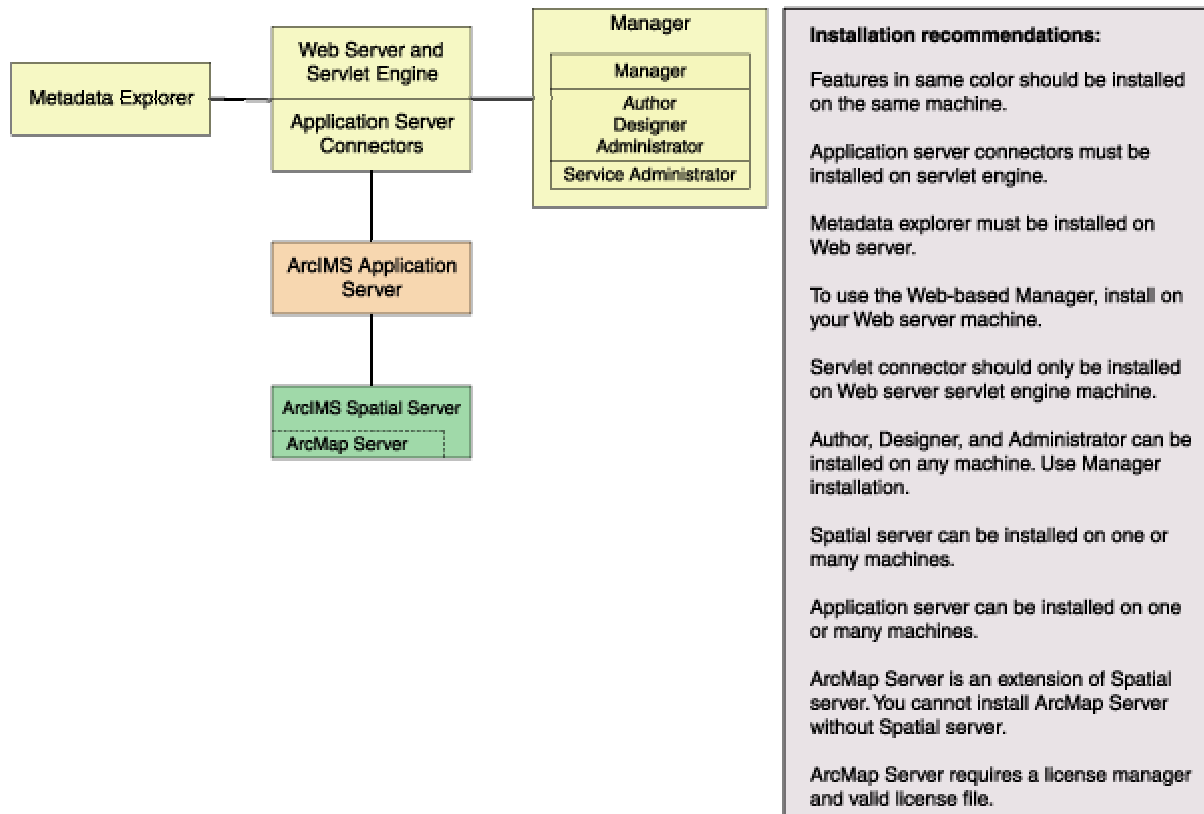 Metadata Explorer
Web Server and
Servlet Engine
Application Server
Connectors
Manager
Manager
Author
Designer
Administrator
Service Administrator
ArcIMS Application
Server
ArcIMS Spatial Server
ArcMap Server
Installation recommendations:
Features in same color should be installed
on the same machine.
Application server connectors must be
installed on servlet engine.
Metadata explorer must be installed on
Web server.
To use the Web-based Manager, install on
your Web server machine.
Servlet connector should only be installed
on Web server servlet engine machine.
Author, Designer, and Administrator can be
installed on any machine. Use Manager
installation.
Spatial server can be installed on one or
many machines.
Application server can be installed on one
or many machines.
ArcMap Server is an extension of Spatial
server. You cannot install ArcMap Server
without Spatial server.
ArcMap Server requires a license manager
and valid license file.